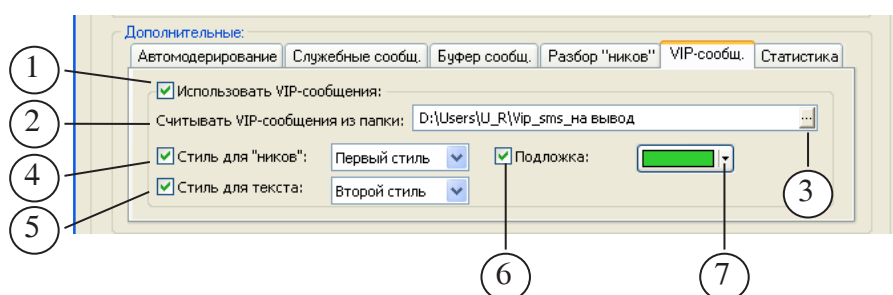 Дополнительные:
Автомодерирование Служебные сообщ. Буфер сообщ. Разбор "ников" VIP-сообщ. Статистика
1
Использовать VIP-сообщения:
2
Считывать VIP-сообщения из папки: D:\Users\U_R\Vip_sms_на вывод ...
4
Стиль для "ников": Первый стиль Подложка:
3
Стиль для текста: Второй стиль
5
6 7